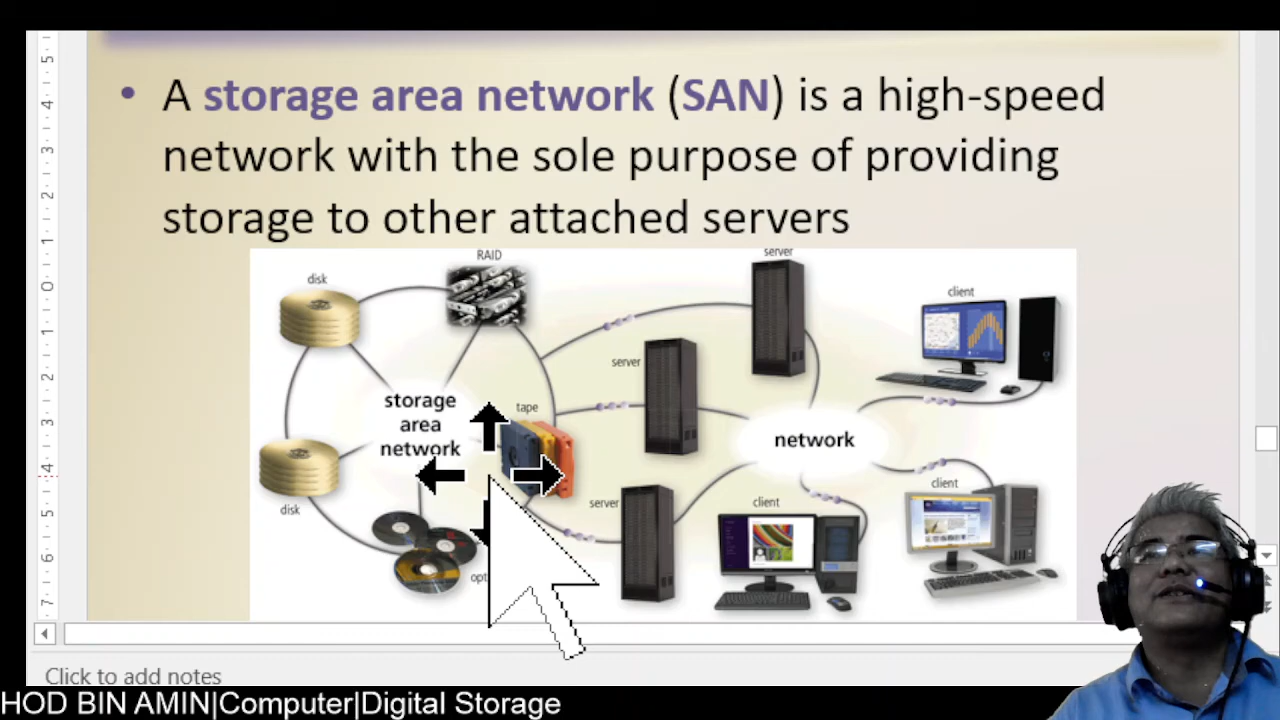 • A storage area network (SAN) is a high-speed
network with the sole purpose of providing
storage to other attached servers
RAID
server
disk
client
server
storage
area
network
tape
network
disk
server
client
client
opt
Click to add notes
HOD BIN AMIN|Computer|Digital Storage